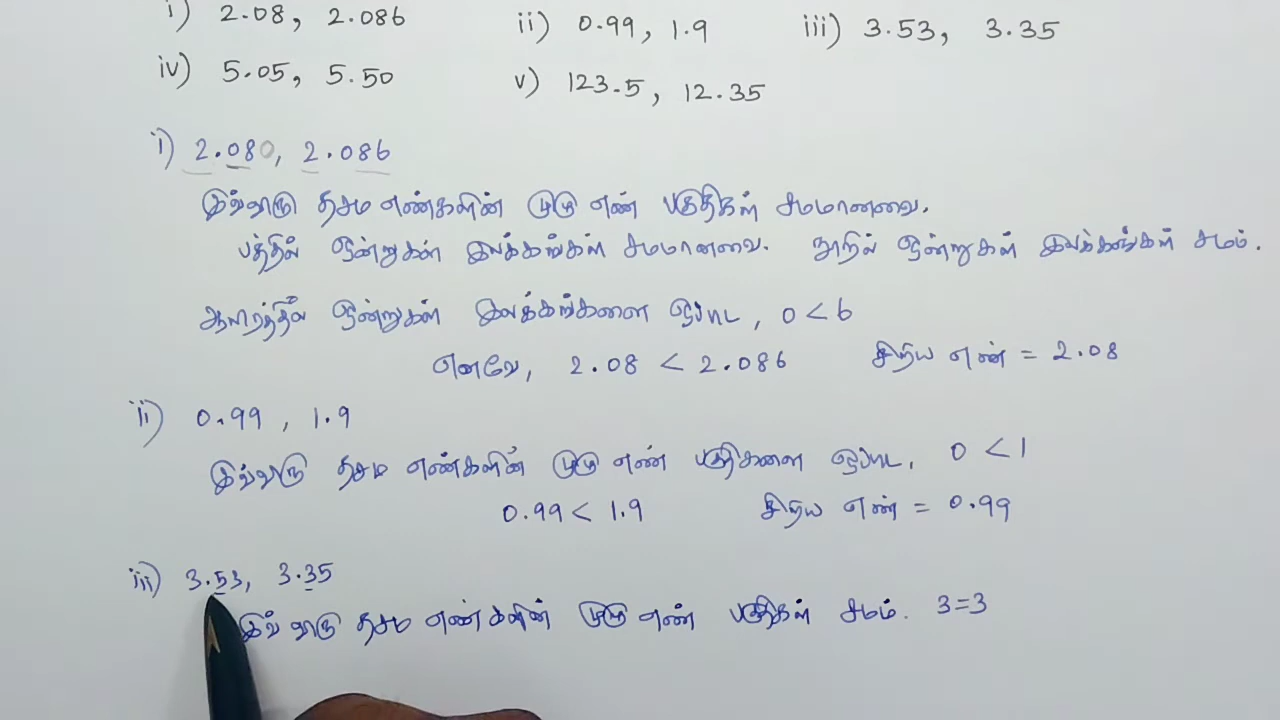 i) 2.08, 2.086 ii) 0.99, 1.9 iii) 3.53, 3.35
iv) 5.05, 5.50 v) 123.5, 12.35
i) 2.080, 2.086
இவ்விரு தசம எண்களின் முழு எண் பகுதிகள் சமமானவை.
பத்தில் ஒன்றுகள் இலக்கங்கள் சமமானவை. நூறில் ஒன்றுகள் இலக்கங்கள் சமம்.
ஆயிரத்தில் ஒன்றுகள் இலக்கங்களை ஒப்பிட, 0 < 6
எனவே, 2.08 < 2.086 சிறிய எண் = 2.08
ii) 0.99, 1.9
இவ்விரு தசம எண்களின் முழு எண் பகுதிகளை ஒப்பிட, 0 < 1
0.99 < 1.9 சிறிய எண் = 0.99
iii) 3.53, 3.35
இவ்விரு தசம எண்களின் முழு எண் பகுதிகள் சமம். 3=3